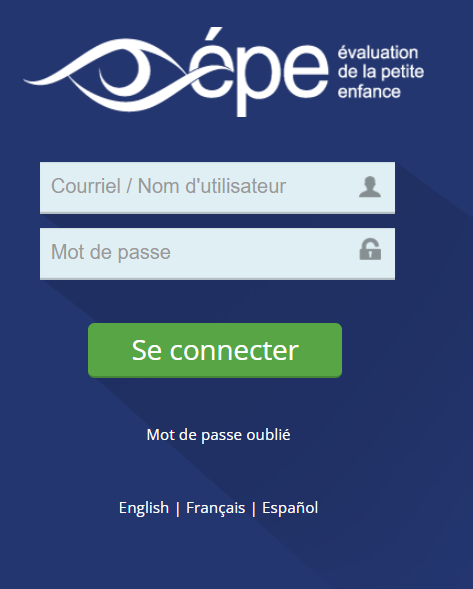 épe
évaluation
de la petite
enfance
Courriel / Nom d'utilisateur
Mot de passe
Se connecter
Mot de passe oublié
English | Français | Español